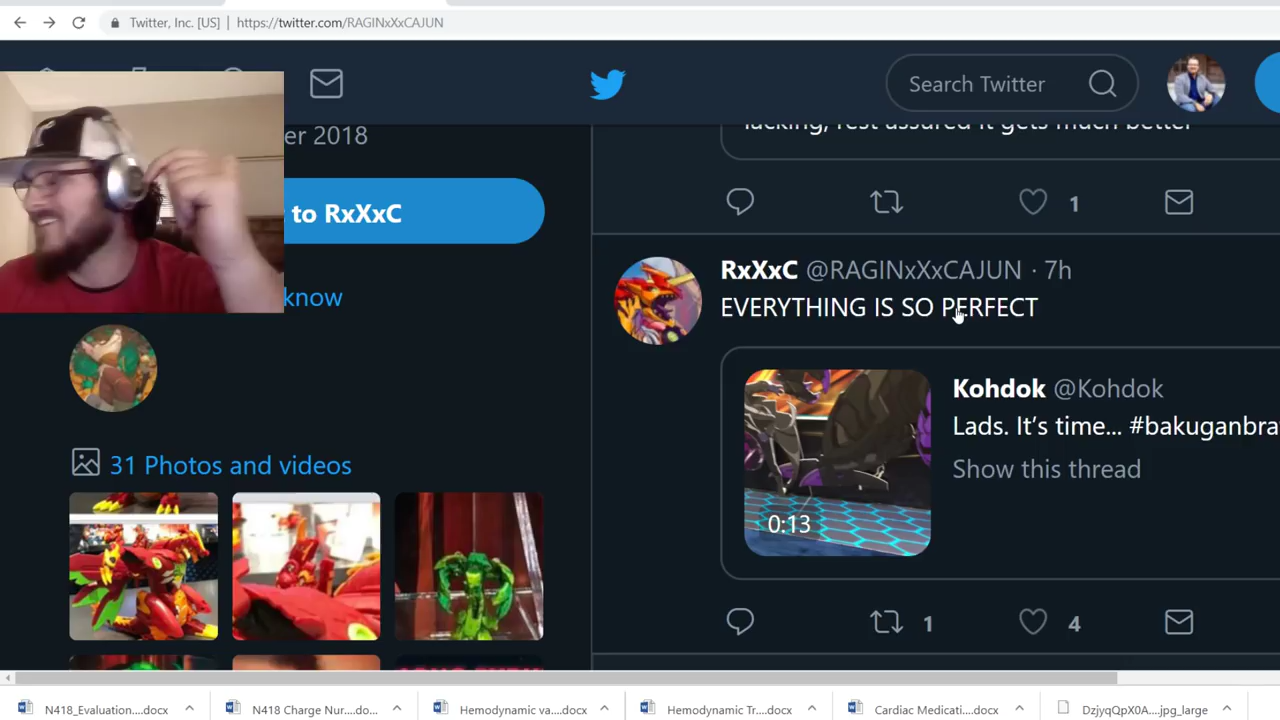 Twitter, Inc. [US] | https://twitter.com/RAGINxXxCAJUN
Search Twitter
er 2018
to RxXxC
know
31 Photos and videos
lacking, rest assured it gets much better
1
RxXxC @RAGINxXxCAJUN · 7h
EVERYTHING IS SO PERFECT
Kohdok @Kohdok
Lads. It's time... #bakuganbra
Show this thread
0:13
1
4
N418_Evaluation....docx
N418 Charge Nur....do...
Hemodynamic va....docx
Hemodynamic Tr....docx
Cardiac Medicati....docx
DzjyqQpX0A....jpg_large